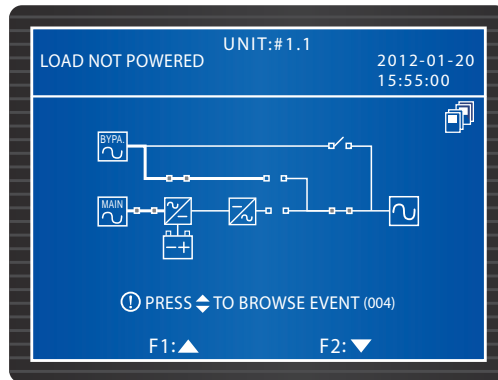 UNIT:#1.1
LOAD NOT POWERED
2012-01-20
15:55:00
BYPA.
MAIN
PRESS TO BROWSE EVENT (004)
F1:
F2: